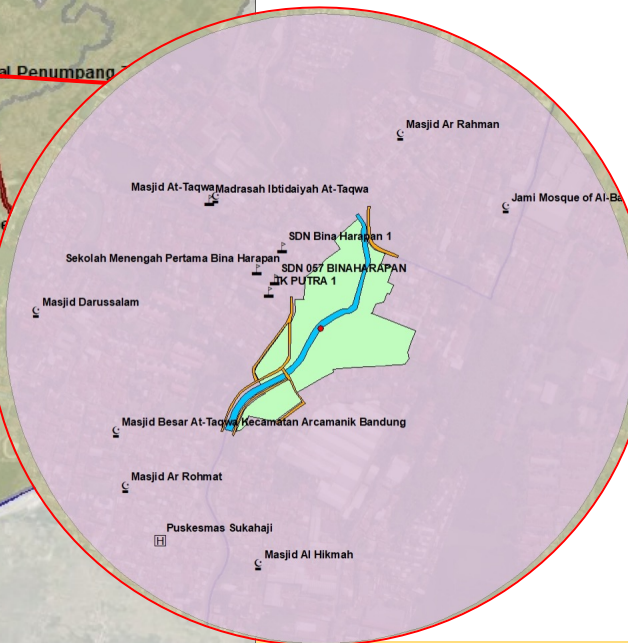 al Penumpang
Masjid Ar Rahman
Masjid At-Taqwa
Madrasah Ibtidaiyah At-Taqwa
Jami Mosque of Al-Ba
SDN Bina Harapan 1
Sekolah Menengah Pertama Bina Harapan
SDN 057 BINAHARAPAN
TK PUTRA 1
Masjid Darussalam
Masjid Besar At-Taqwa Kecamatan Arcamanik Bandung
Masjid Ar Rohmat
Puskesmas Sukahaji
H
Masjid Al Hikmah